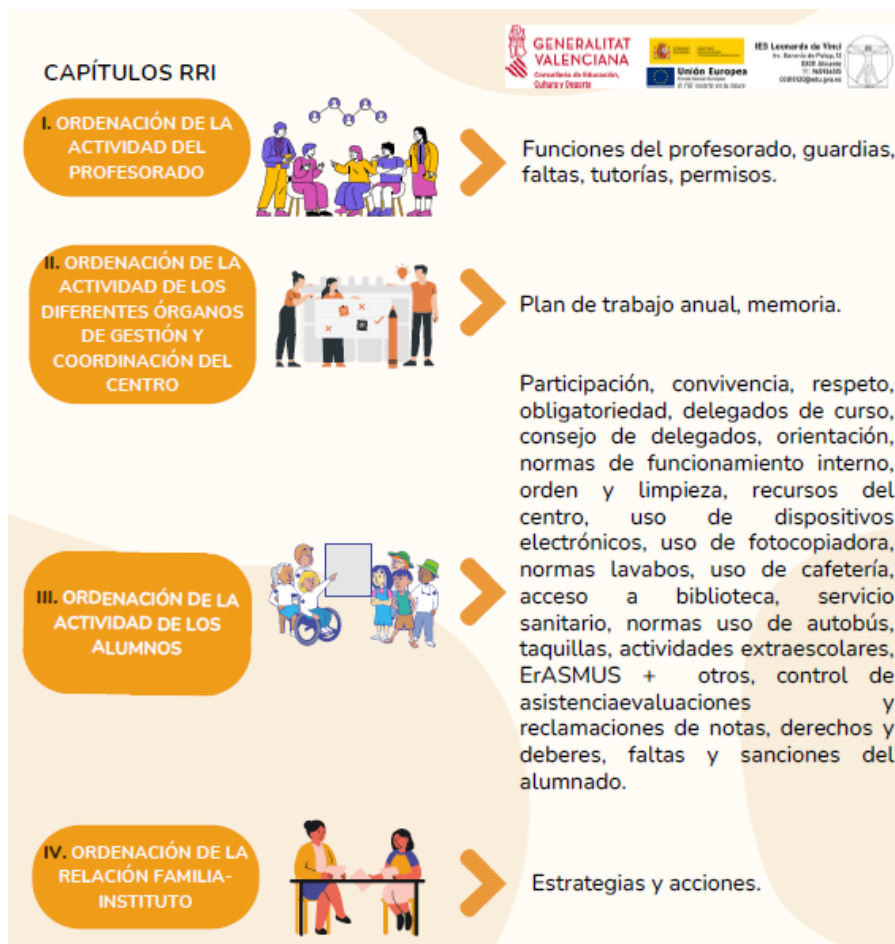 CAPÍTULOS RRI
GENERALITAT
VALENCIANA
Conselleria de Educación,
Cultura y Deporte
Unión Europea
IES Leonardo da Vinci
I. ORDENACIÓN DE LA
ACTIVIDAD DEL
PROFESORADO
Funciones del profesorado, guardias,
faltas, tutorías, permisos.
II. ORDENACIÓN DE LA
ACTIVIDAD DE LOS
DIFERENTES ÓRGANOS
DE GESTIÓN Y
COORDINACIÓN DEL
CENTRO
Plan de trabajo anual, memoria.
III. ORDENACIÓN DE LA
ACTIVIDAD DE LOS
ALUMNOS
Participación, convivencia, respeto,
obligatoriedad, delegados de curso,
consejo de delegados, orientación,
normas de funcionamiento interno,
orden y limpieza, recursos del
centro, uso de dispositivos
electrónicos, uso de fotocopiadora,
normas lavabos, uso de cafetería,
acceso a biblioteca, servicio
sanitario, normas uso de autobús,
taquillas, actividades extraescolares,
ErASMUS + otros, control de
asistenciaevaluaciones y
reclamaciones de notas, derechos y
deberes, faltas y sanciones del
alumnado.
IV. ORDENACIÓN DE LA
RELACIÓN FAMILIA-
INSTITUTO
Estrategias y acciones.